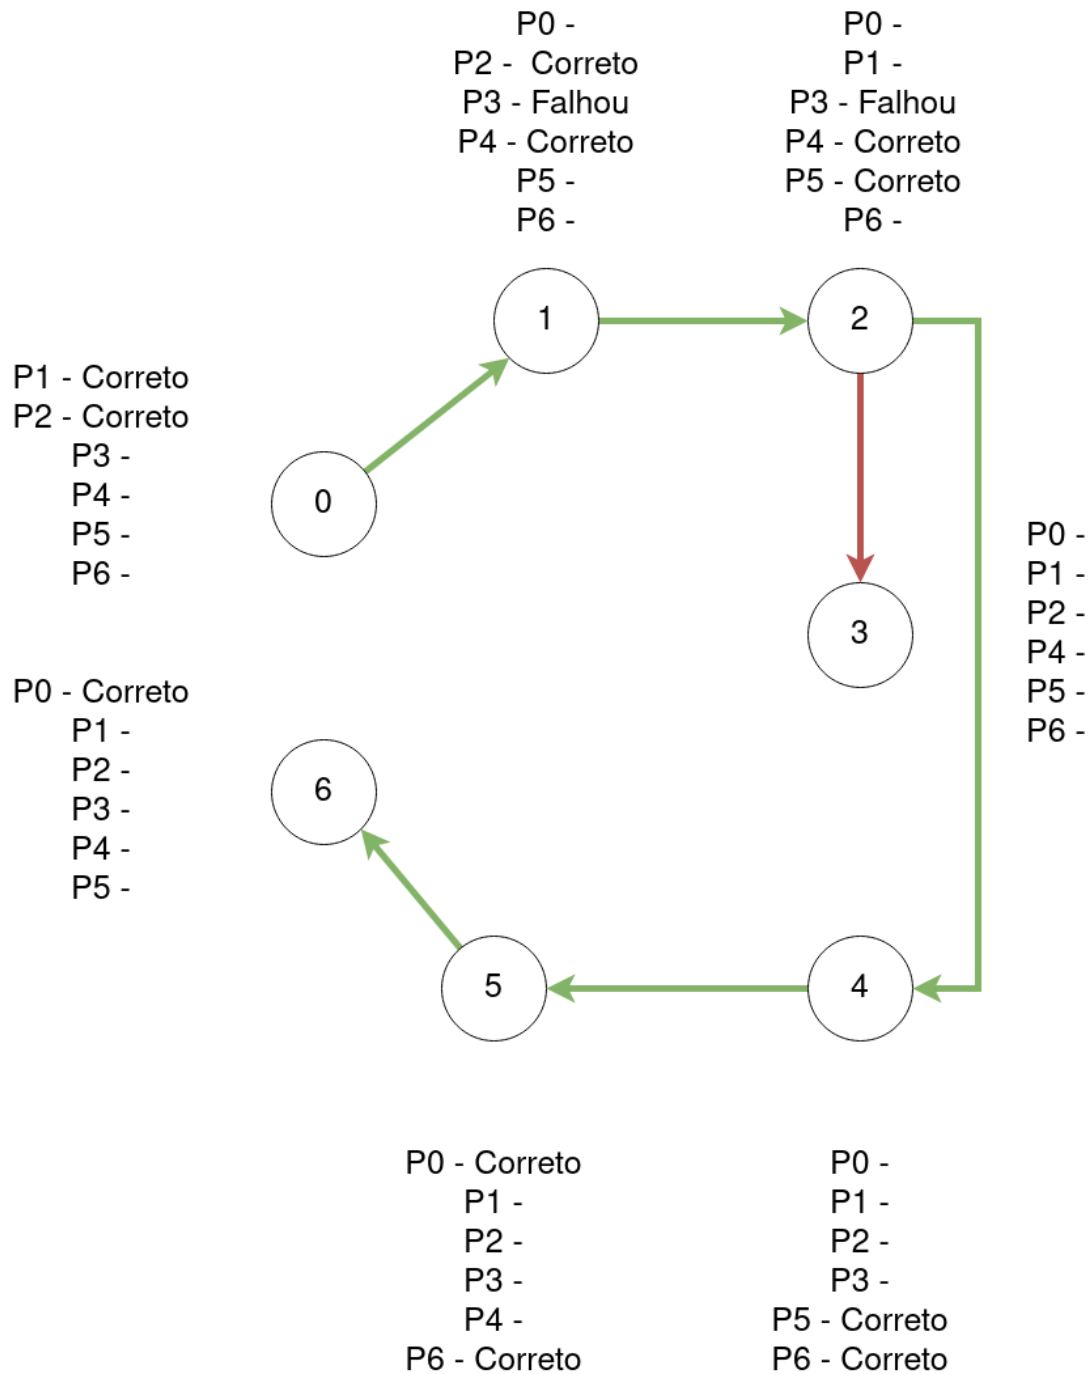 P0 -
P2 - Correto
P3 - Falhou
P4 - Correto
P5 -
P6 -
P0 -
P1 -
P3 - Falhou
P4 - Correto
P5 - Correto
P6 -
1
2
P1 - Correto
P2 - Correto
P3 -
P4 -
P5 -
P6 -
0
3
P0 -
P1 -
P2 -
P4 -
P5 -
P6 -
P0 - Correto
P1 -
P2 -
P3 -
P4 -
P5 -
6
5
4
P0 - Correto
P1 -
P2 -
P3 -
P4 -
P6 - Correto
P0 -
P1 -
P2 -
P3 -
P5 - Correto
P6 - Correto